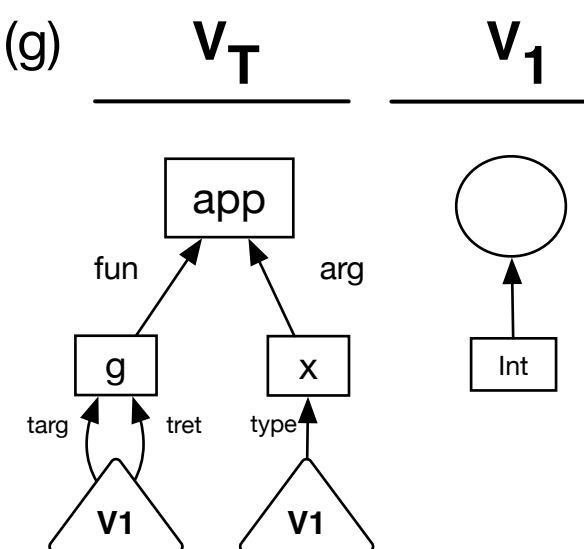 (g) V_T V_1
app
fun arg
g x Int
targ tret type
V1 V1